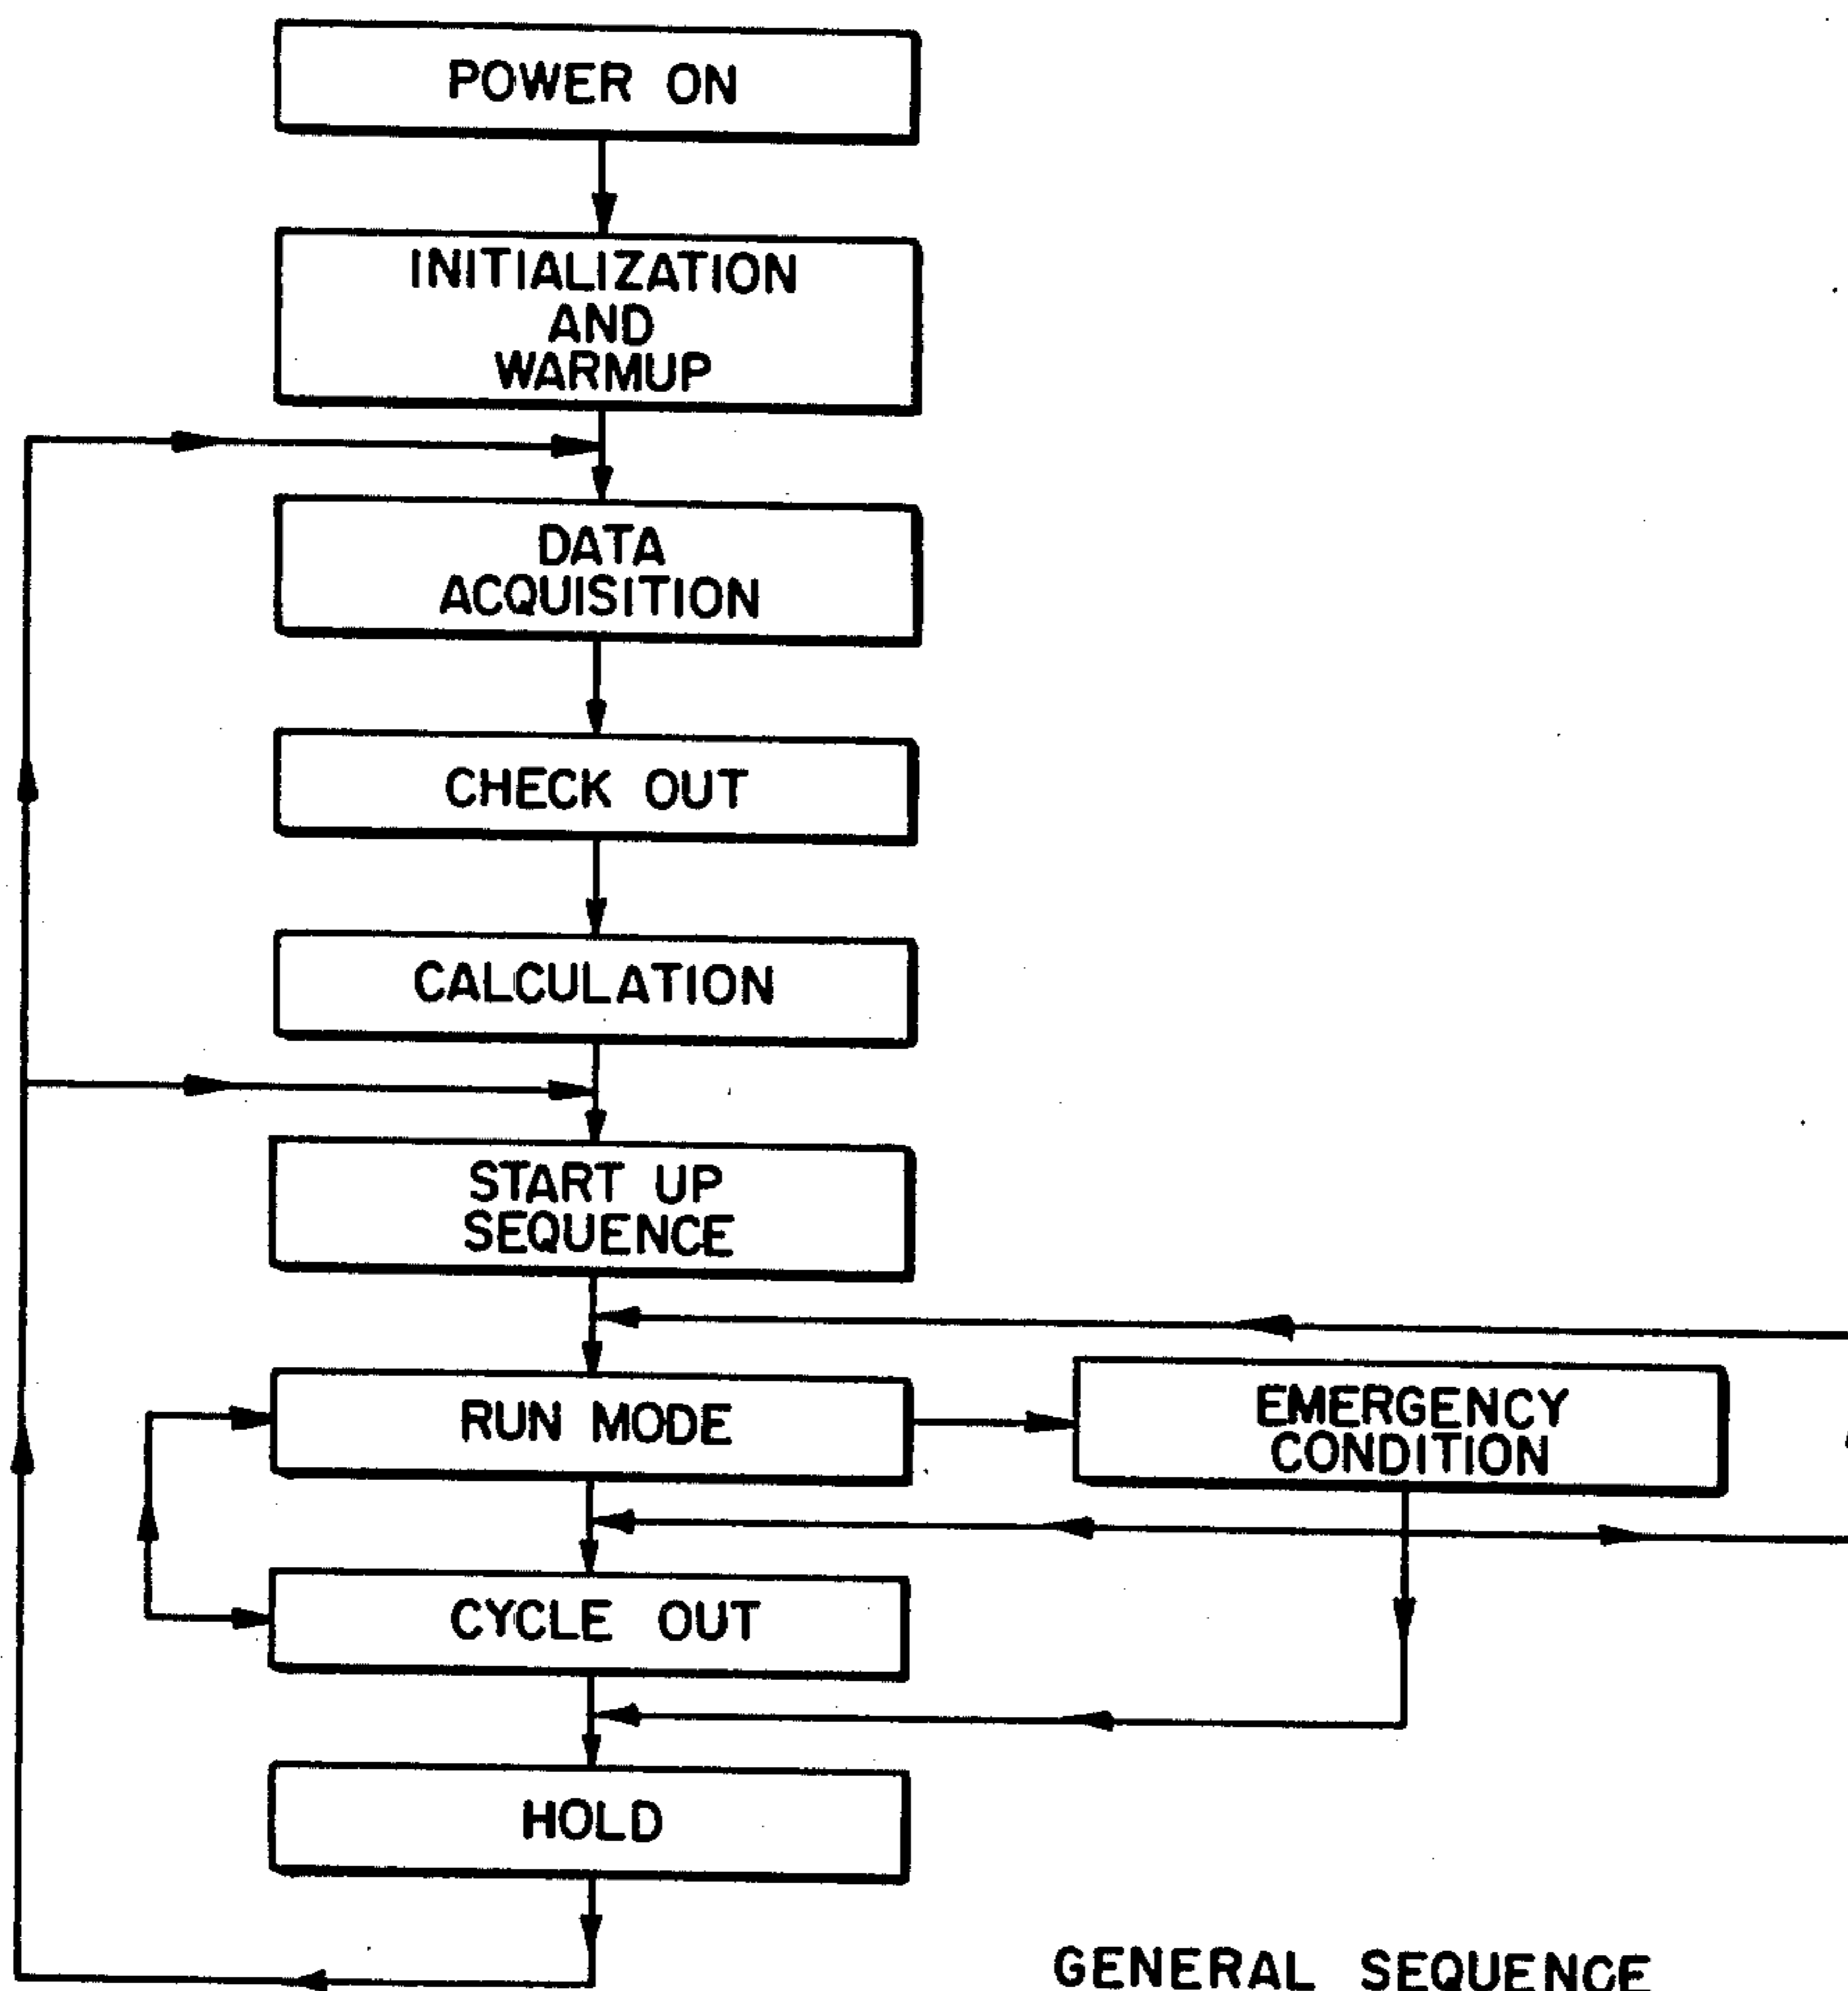 POWER ON
INITIALIZATION
AND
WARMUP
DATA
ACQUISITION
CHECK OUT
CALCULATION
START UP
SEQUENCE
RUN MODE
EMERGENCY
CONDITION
CYCLE OUT
HOLD
GENERAL SEQUENCE